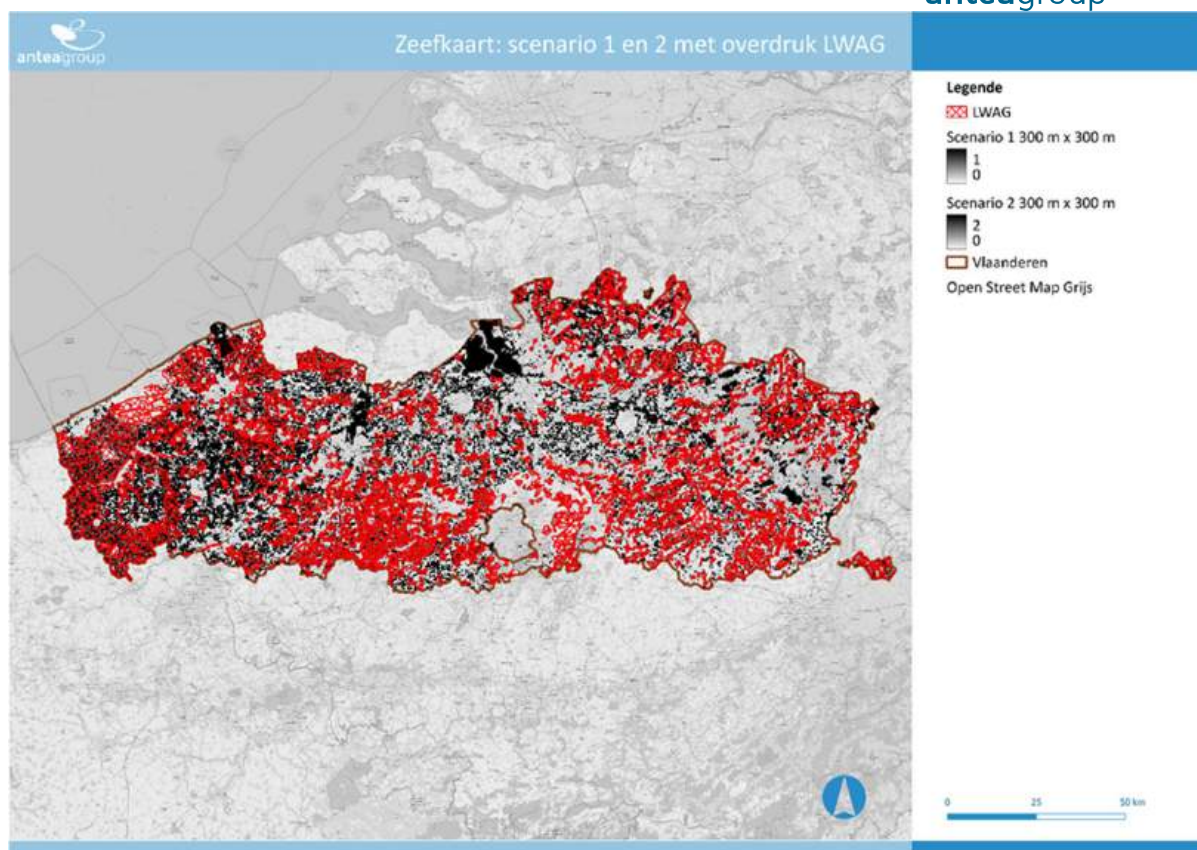 anteagroup
anteagroup
Zeefkaart: scenario 1 en 2 met overdruk LWAG
Legende
LWAG
Scenario 1 300 m x 300 m
1
0
Scenario 2 300 m x 300 m
2
0
Vlaanderen
Open Street Map Grijs
0 25 50 km